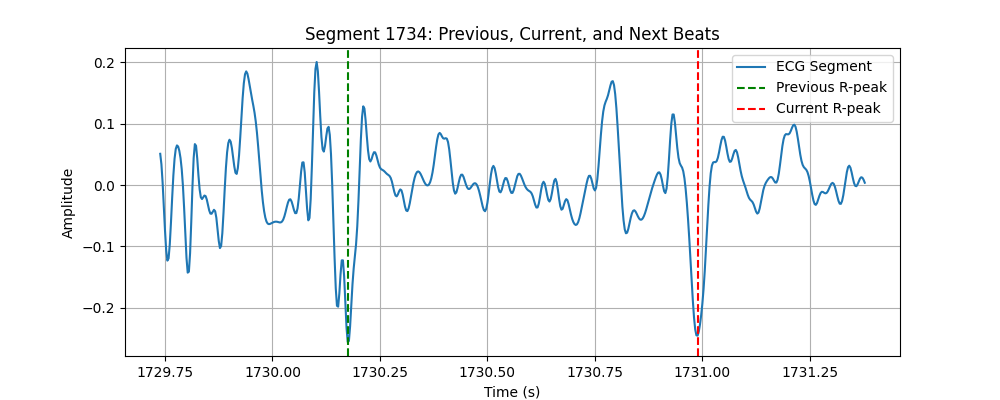 Segment 1734: Previous, Current, and Next Beats
ECG Segment
Previous R-peak
Current R-peak
Amplitude
0.2
0.1
0.0
−0.1
−0.2
1729.75 1730.00 1730.25 1730.50 1730.75 1731.00 1731.25
Time (s)